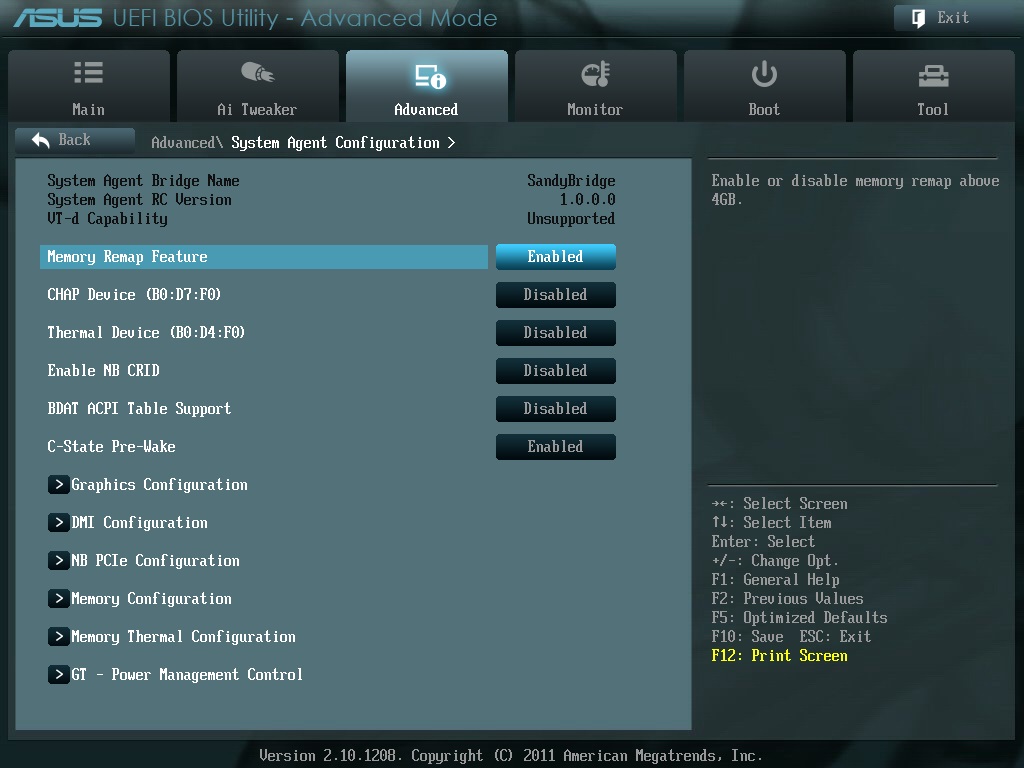 ASUS UEFI BIOS Utility - Advanced Mode
Exit
Main
Ai Tweaker
Advanced
Monitor
Boot
Tool
Back
Advanced\ System Agent Configuration >
System Agent Bridge Name SandyBridge
System Agent RC Version 1.0.0.0
VT-d Capability Unsupported
Memory Remap Feature Enabled
CHAP Device (B0:D7:F0) Disabled
Thermal Device (B0:D4:F0) Disabled
Enable NB CRID Disabled
BDAT ACPI Table Support Disabled
C-State Pre-Wake Enabled
> Graphics Configuration
> DMI Configuration
> NB PCIe Configuration
> Memory Configuration
> Memory Thermal Configuration
> GT - Power Management Control
Enable or disable memory remap above
4GB.
→←: Select Screen
↑↓: Select Item
Enter: Select
+/-: Change Opt.
F1: General Help
F2: Previous Values
F5: Optimized Defaults
F10: Save ESC: Exit
F12: Print Screen
Version 2.10.1208. Copyright (C) 2011 American Megatrends, Inc.